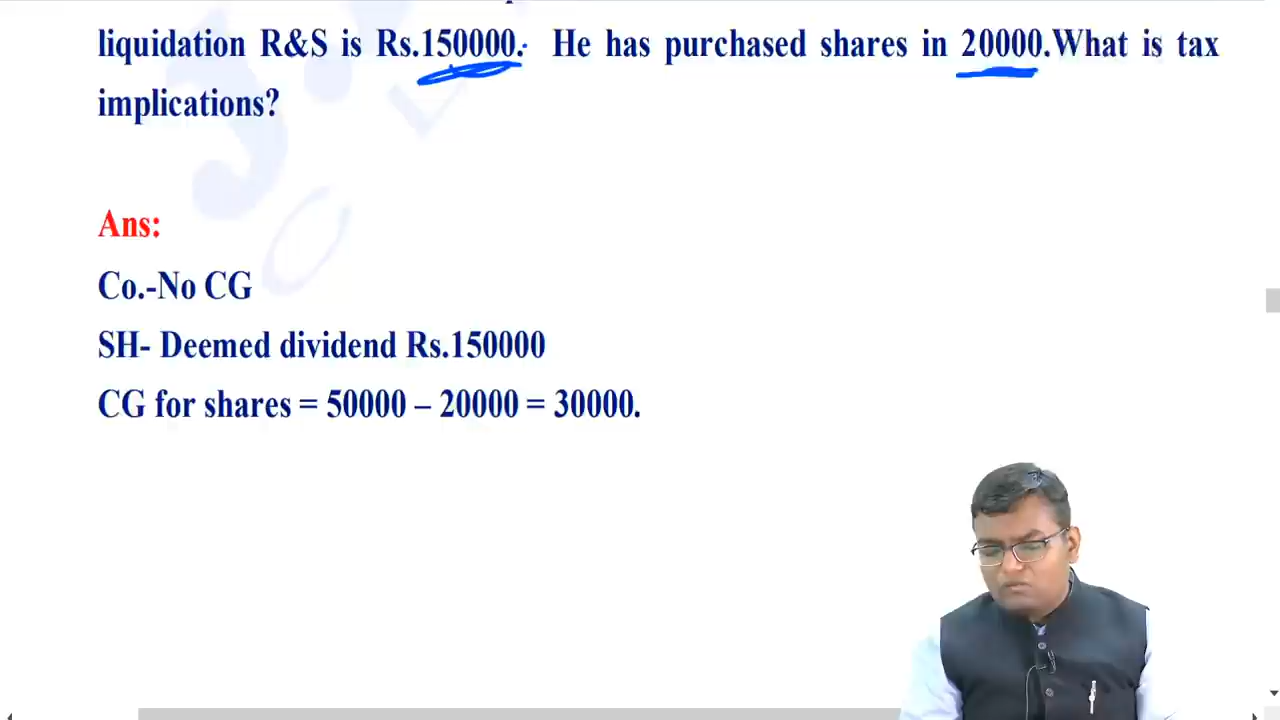 liquidation R&S is Rs.150000. He has purchased shares in 20000.What is tax
implications?
Ans:
Co.-No CG
SH- Deemed dividend Rs.150000
CG for shares = 50000 – 20000 = 30000.